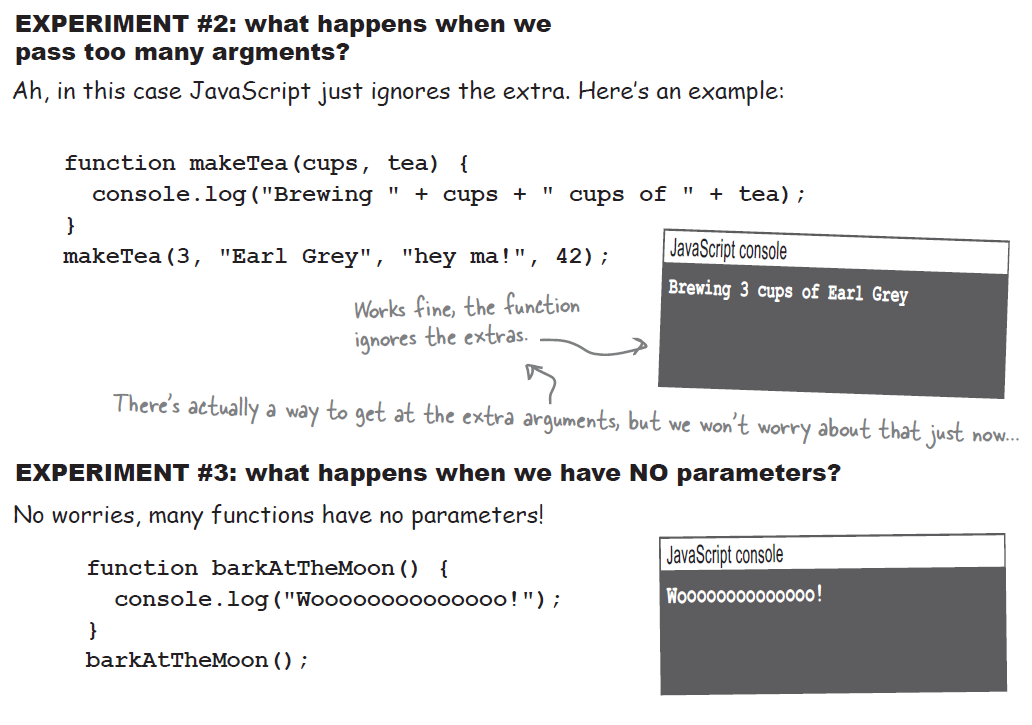 EXPERIMENT #2: what happens when we
pass too many argments?
Ah, in this case JavaScript just ignores the extra. Here's an example:
function makeTea(cups, tea) {
  console.log("Brewing " + cups + " cups of " + tea);
}
makeTea(3, "Earl Grey", "hey ma!", 42);
JavaScript console
Brewing 3 cups of Earl Grey
Works fine, the function
ignores the extras.
There's actually a way to get at the extra arguments, but we won't worry about that just now...
EXPERIMENT #3: what happens when we have NO parameters?
No worries, many functions have no parameters!
function barkAtTheMoon() {
  console.log("Woooooooooooooo!");
}
barkAtTheMoon();
JavaScript console
Woooooooooooooo!